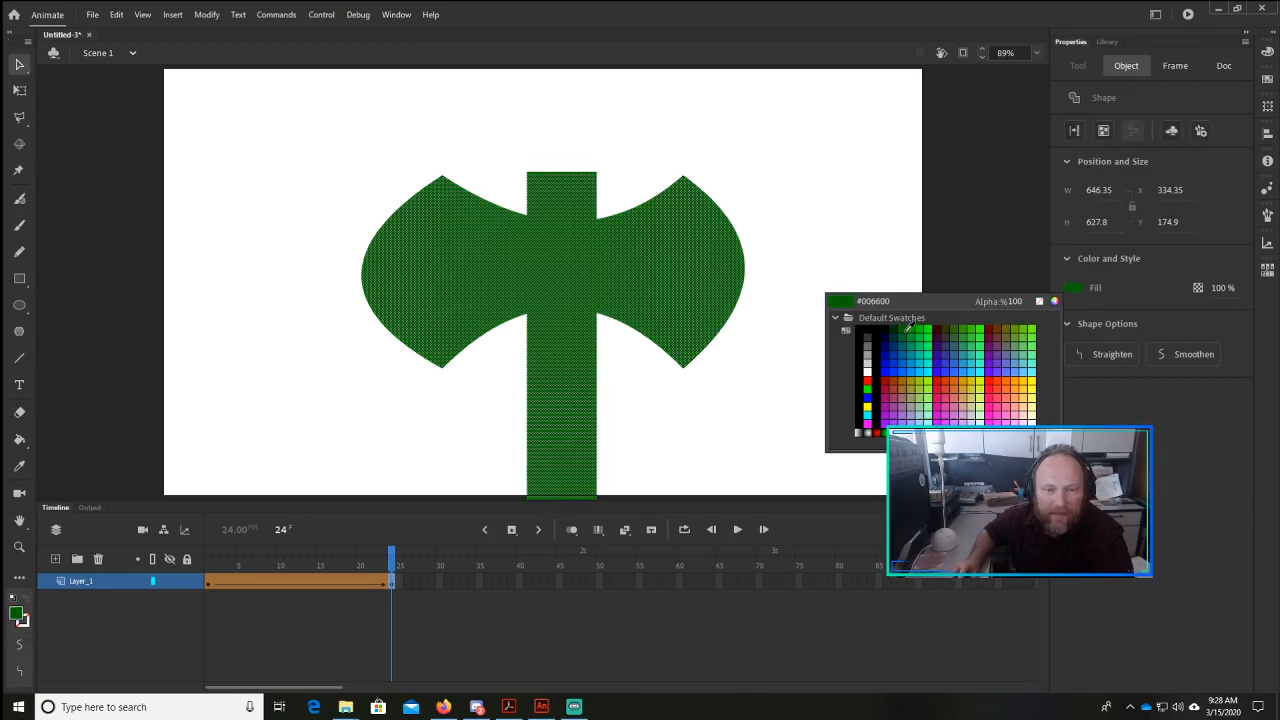 Animate File Edit View Insert Modify Text Commands Control Debug Window Help
Untitled-3* ×
Scene 1 89%
Properties Library
Tool Object Frame Doc
Shape
Position and Size
W 646.35 X 334.35
H 627.8 Y 174.9
Color and Style
Fill 100 %
#006600 Alpha:% 100
Default Swatches
Shape Options
Straighten Smoothen
Timeline Output
24.00 FPS 24 F
2s 3s
5 10 15 20 25 30 35 40 45 50 55 60 65 70 75 80 85
Layer_1
Type here to search
9:28 AM
3/15/2020